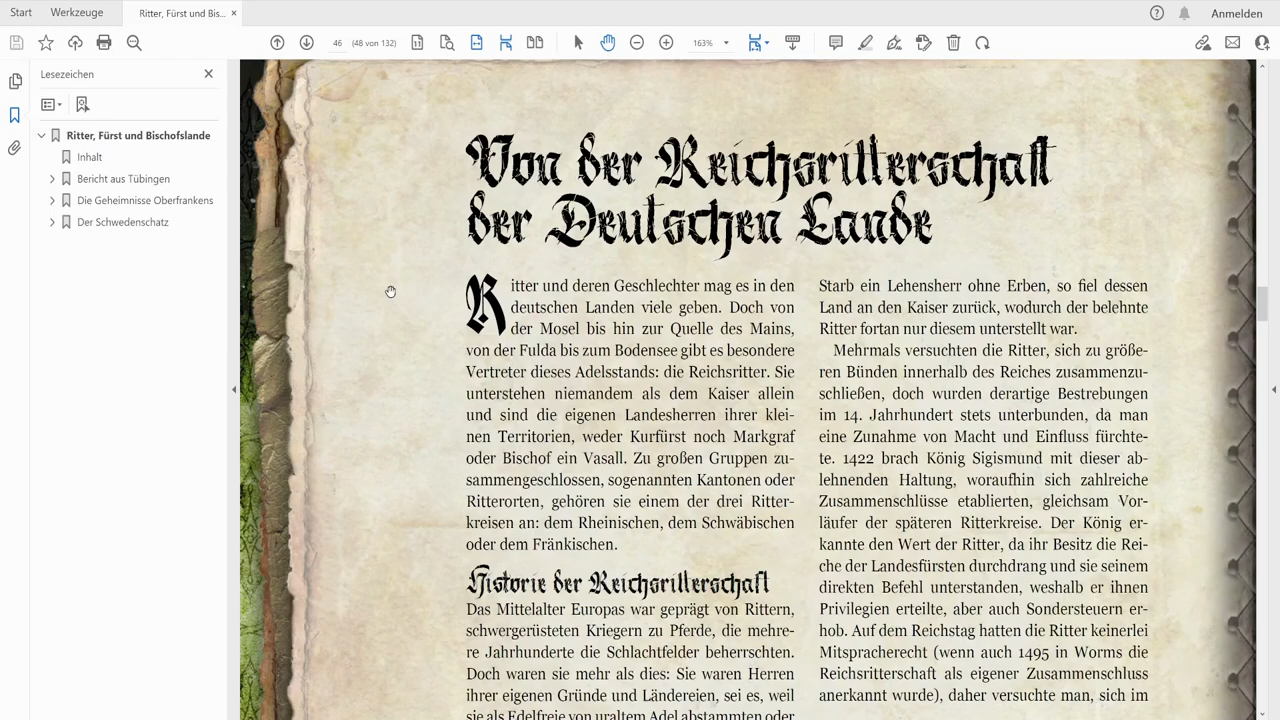 Start
Werkzeuge
Ritter, Fürst und Bis...
Anmelden
46
(48 von 132)
163%
Lesezeichen
Ritter, Fürst und Bischofslande
Inhalt
Bericht aus Tübingen
Die Geheimnisse Oberfrankens
Der Schwedenschatz
Von der Reichsritterschaft
der Deutschen Lande
Ritter und deren Geschlechter mag es in den
deutschen Landen viele geben. Doch von
der Mosel bis hin zur Quelle des Mains,
von der Fulda bis zum Bodensee gibt es besondere
Vertreter dieses Adelsstands: die Reichsritter. Sie
unterstehen niemandem als dem Kaiser allein
und sind die eigenen Landesherren ihrer klei-
nen Territorien, weder Kurfürst noch Markgraf
oder Bischof ein Vasall. Zu großen Gruppen zu-
sammengeschlossen, sogenannten Kantonen oder
Ritterorten, gehören sie einem der drei Ritter-
kreisen an: dem Rheinischen, dem Schwäbischen
oder dem Fränkischen.
Historie der Reichsritterschaft
Das Mittelalter Europas war geprägt von Rittern,
schwergerüsteten Kriegern zu Pferde, die mehre-
re Jahrhunderte die Schlachtfelder beherrschten.
Doch waren sie mehr als dies: Sie waren Herren
ihrer eigenen Gründe und Ländereien, sei es, weil
sie als Edelfreie von uraltem Adel abstammten oder
Starb ein Lehensherr ohne Erben, so fiel dessen
Land an den Kaiser zurück, wodurch der belehnte
Ritter fortan nur diesem unterstellt war.
Mehrmals versuchten die Ritter, sich zu größe-
ren Bünden innerhalb des Reiches zusammenzu-
schließen, doch wurden derartige Bestrebungen
im 14. Jahrhundert stets unterbunden, da man
eine Zunahme von Macht und Einfluss fürchte-
te. 1422 brach König Sigismund mit dieser ab-
lehnenden Haltung, woraufhin sich zahlreiche
Zusammenschlüsse etablierten, gleichsam Vor-
läufer der späteren Ritterkreise. Der König er-
kannte den Wert der Ritter, da ihr Besitz die Rei-
che der Landesfürsten durchdrang und sie seinem
direkten Befehl unterstanden, weshalb er ihnen
Privilegien erteilte, aber auch Sondersteuern er-
hob. Auf dem Reichstag hatten die Ritter keinerlei
Mitspracherecht (wenn auch 1495 in Worms die
Reichsritterschaft als eigener Zusammenschluss
anerkannt wurde), daher versuchte man, sich im